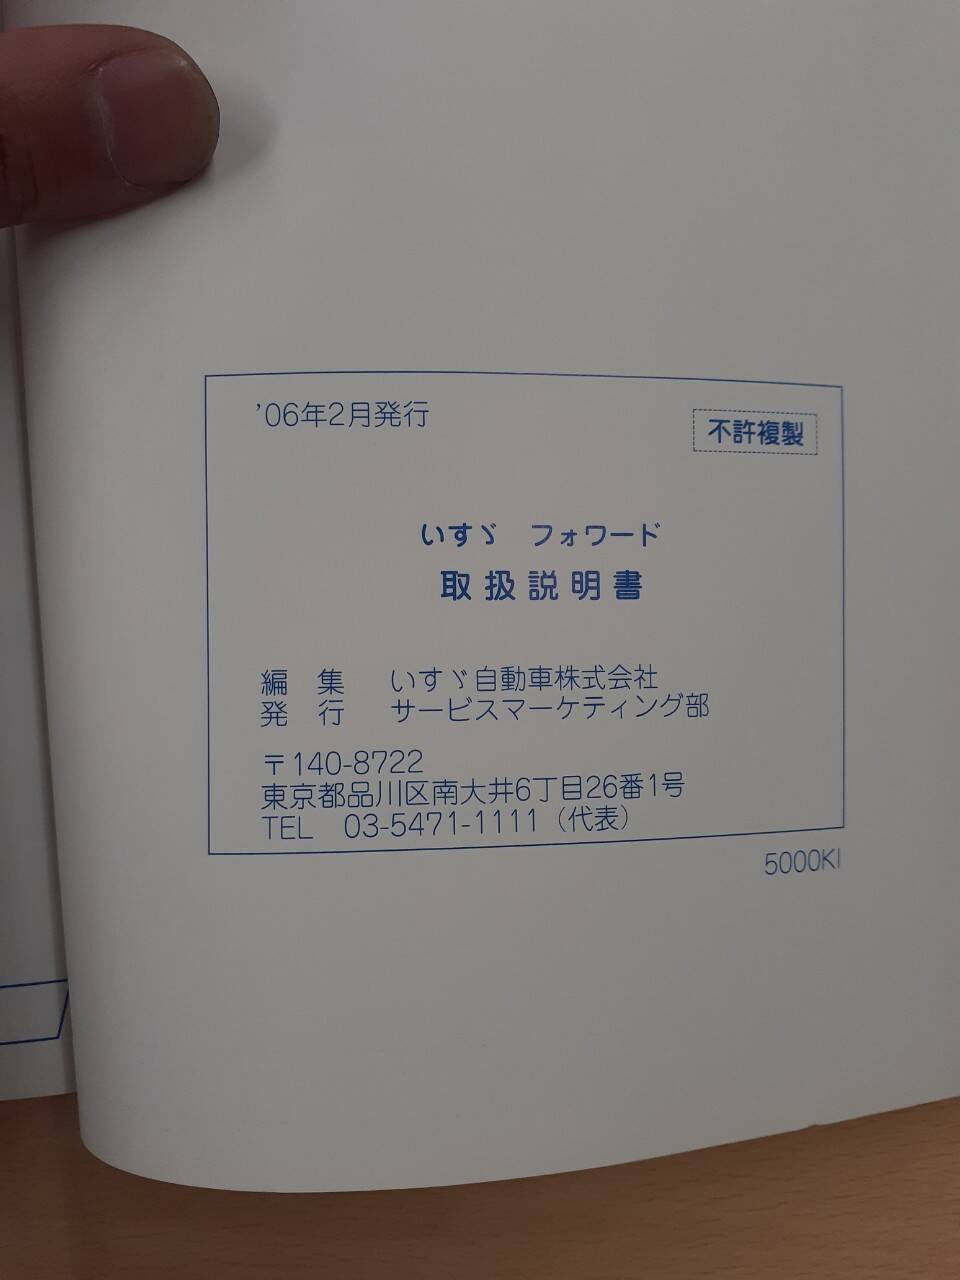 '06年2月発行
不許複製
いすゞ フォワード
取扱説明書
編 集 いすゞ自動車株式会社
発 行 サービスマーケティング部
〒140-8722
東京都品川区南大井6丁目26番1号
TEL 03-5471-1111（代表）
5000KI